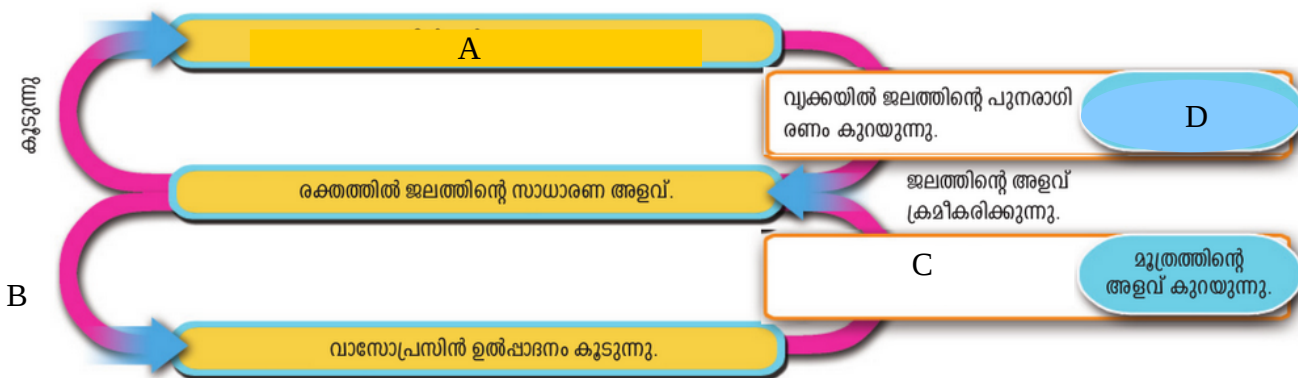 A
കൂടുന്നു
വൃക്കയിൽ ജലത്തിന്റെ പുനരാഗി
രണം കുറയുന്നു.
D
രക്തത്തിൽ ജലത്തിന്റെ സാധാരണ അളവ്.
ജലത്തിന്റെ അളവ്
ക്രമീകരിക്കുന്നു.
C
മൂത്രത്തിന്റെ
അളവ് കുറയുന്നു.
B
വാസോപ്രസിൻ ഉൽപ്പാദനം കൂടുന്നു.